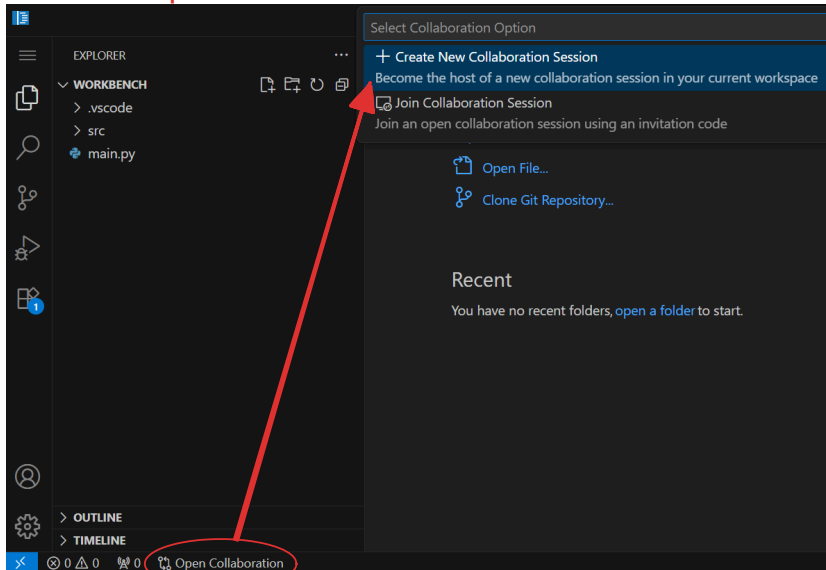 Select Collaboration Option
EXPLORER
Create New Collaboration Session
Become the host of a new collaboration session in your current workspace
WORKBENCH
Join Collaboration Session
.vscode
Join an open collaboration session using an invitation code
src
main.py
Open File...
Clone Git Repository...
1
Recent
You have no recent folders, open a folder to start.
OUTLINE
TIMELINE
0 0 0 Open Collaboration